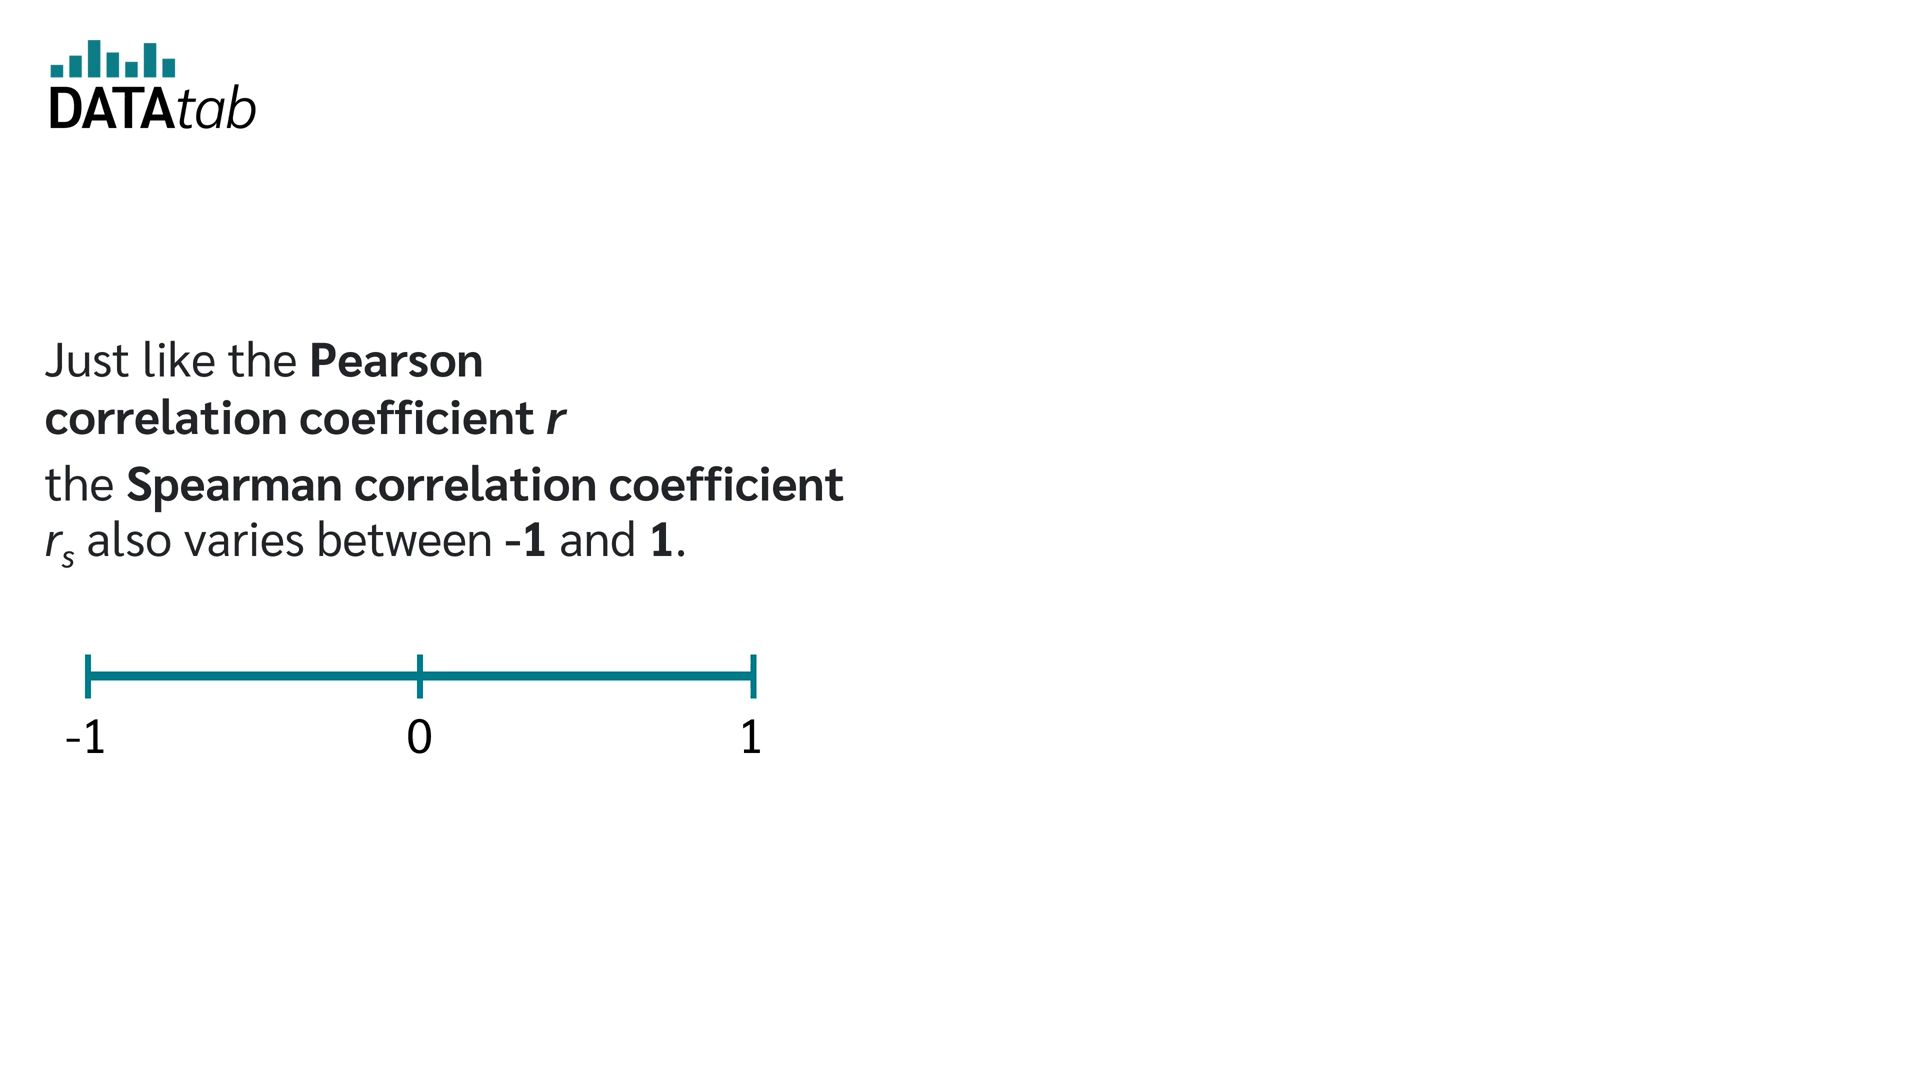 DATAtab
Just like the Pearson
correlation coefficient r
the Spearman correlation coefficient
rs also varies between -1 and 1.
-1 0 1